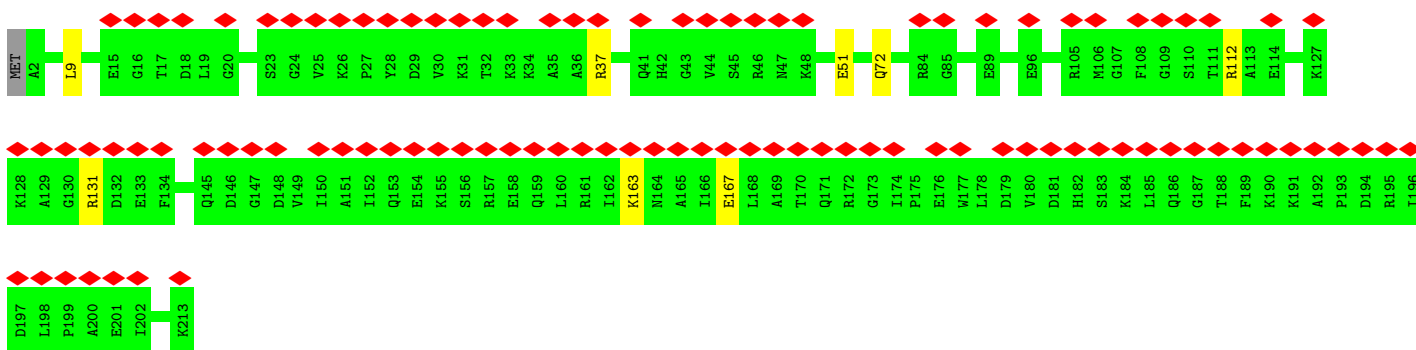 MET A2 L9 E15 G16 T17 D18 L19 G20 S23 G24 V25 K26 P27 Y28 D29 V30 K31 T32 K33 K34 A35 A36 R37 Q41 H42 G43 V44 S45 R46 N47 K48 E51 Q72 R84 G85 E89 E96 R105 M106 G107 F108 G109 S110 T111 R112 A113 E114 K127
K128 A129 G130 R131 D132 E133 F134 Q145 D146 G147 D148 V149 I150 A151 I152 Q153 E154 K155 S156 R157 E158 Q159 L160 R161 I162 K163 N164 A165 I166 E167 L168 A169 T170 Q171 R172 G173 I174 P175 E176 W177 L178 D179 V180 D181 H182 S183 K184 L185 Q186 G187 T188 F189 K190 K191 A192 P193 D194 R195 I196
D197 L198 P199 A200 E201 I202 K213